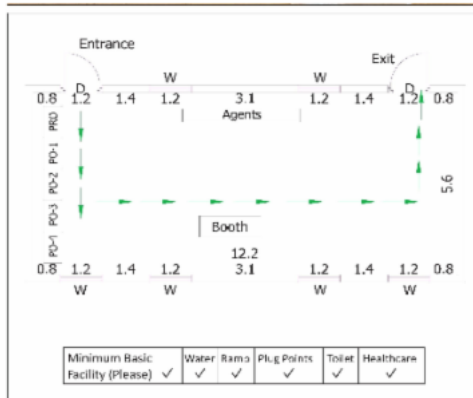 Entrance
Exit
W W
D D
0.8 1.2 1.4 1.2 3.1 1.2 1.4 1.2 0.8
Agents
PRO
PO-1
PO-2
PO-3
PO-4
5.6
Booth
12.2
0.8 1.2 1.4 1.2 3.1 1.2 1.4 1.2 0.8
W W W W
Minimum Basic Water Ramp Plug Points Toilet Healthcare
Facility (Please) ✓ ✓ ✓ ✓ ✓ ✓